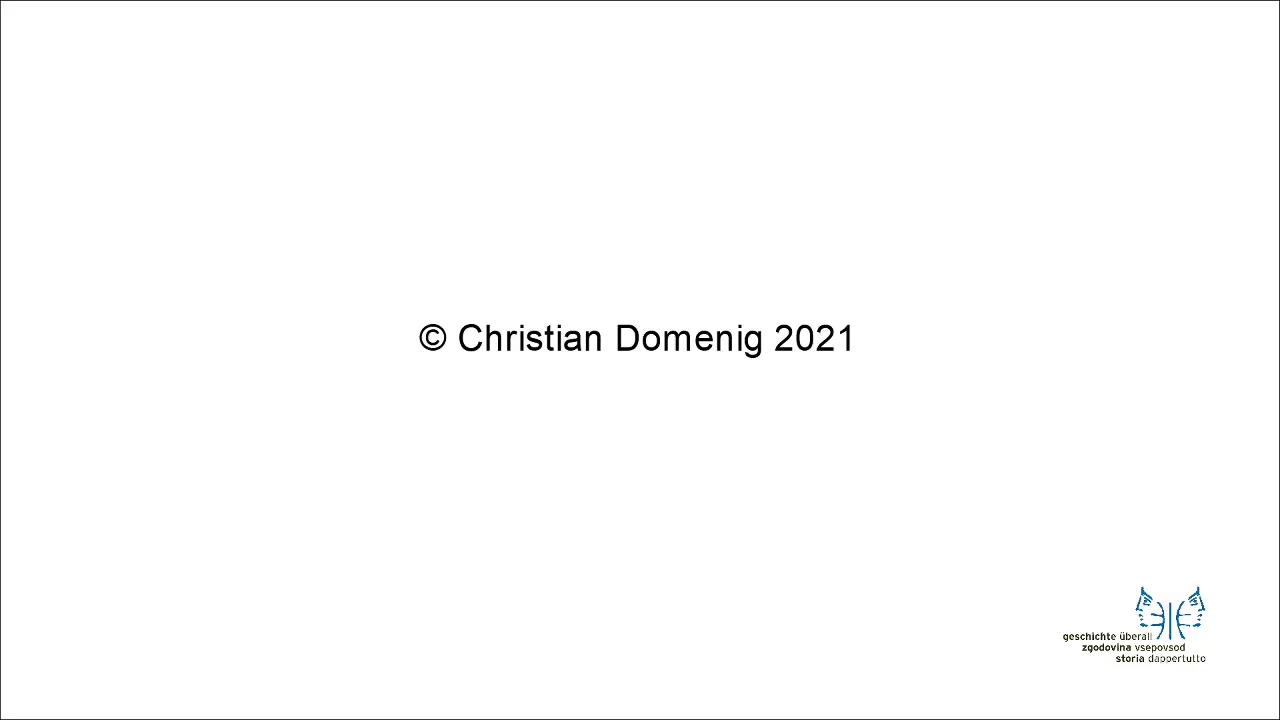 © Christian Domenig 2021
geschichte überall
zgodovina vsepovsod
storia dappertutto